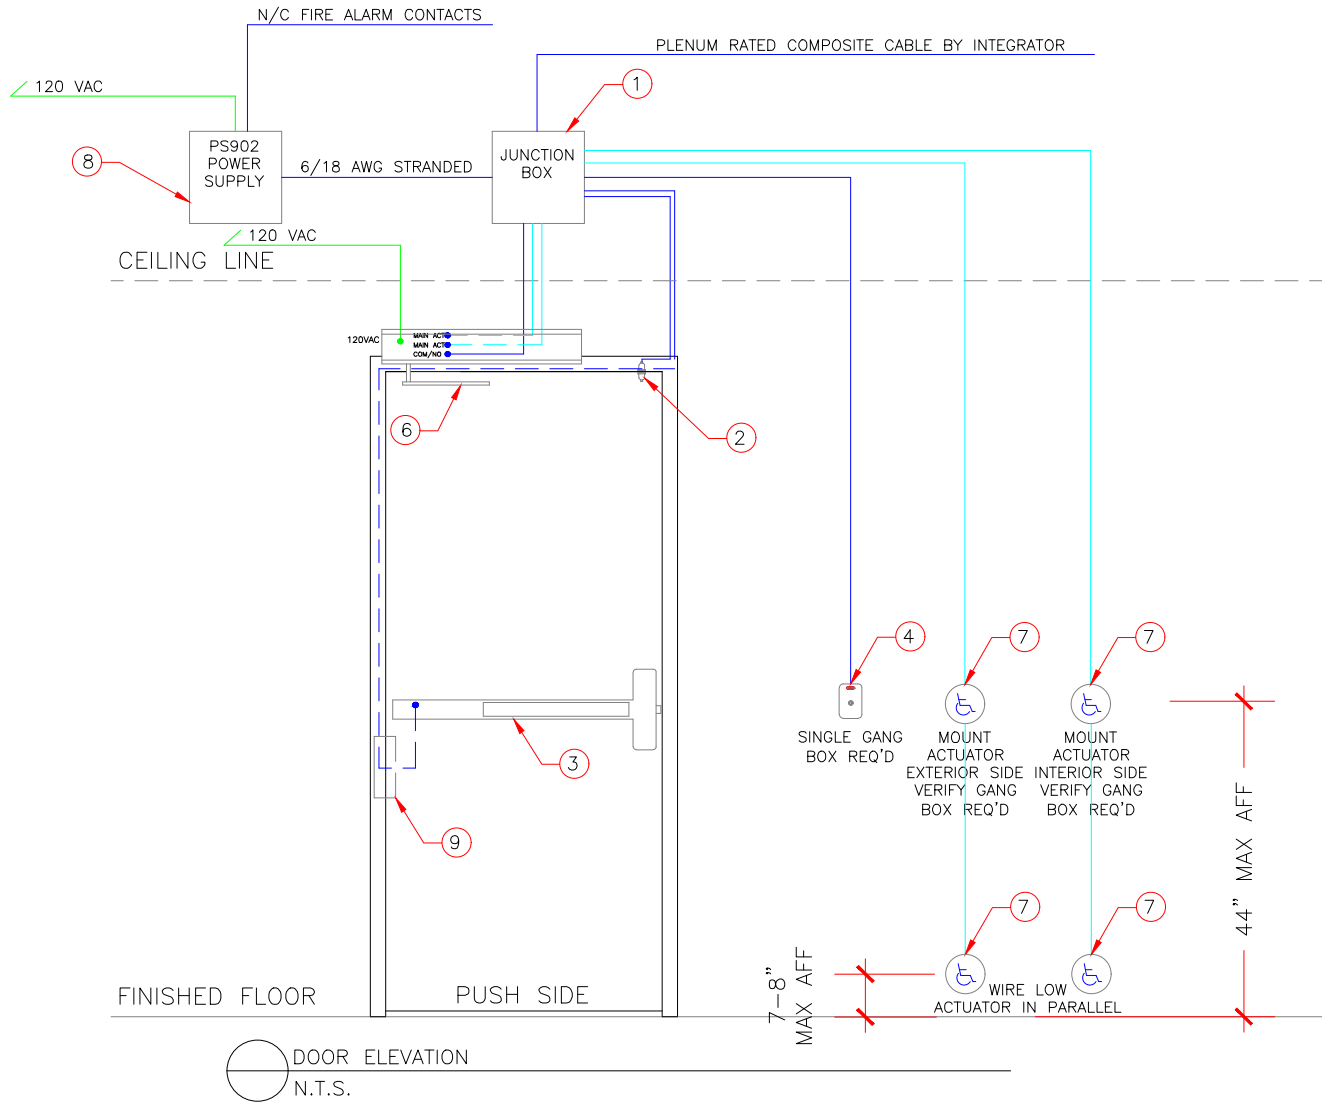 N/C FIRE ALARM CONTACTS
PLENUM RATED COMPOSITE CABLE BY INTEGRATOR
120 VAC
1
PS902
POWER
SUPPLY
8
6/18 AWG STRANDED
JUNCTION
BOX
120 VAC
CEILING LINE
120VAC
MAIN ACT
MAIN ACT
COM/NO
6
2
4
7
7
SINGLE GANG
BOX REQ'D
MOUNT
ACTUATOR
EXTERIOR SIDE
VERIFY GANG
BOX REQ'D
MOUNT
ACTUATOR
INTERIOR SIDE
VERIFY GANG
BOX REQ'D
3
9
44" MAX AFF
7
7
7-8"
MAX AFF
WIRE LOW
ACTUATOR IN PARALLEL
FINISHED FLOOR
PUSH SIDE
DOOR ELEVATION
N.T.S.